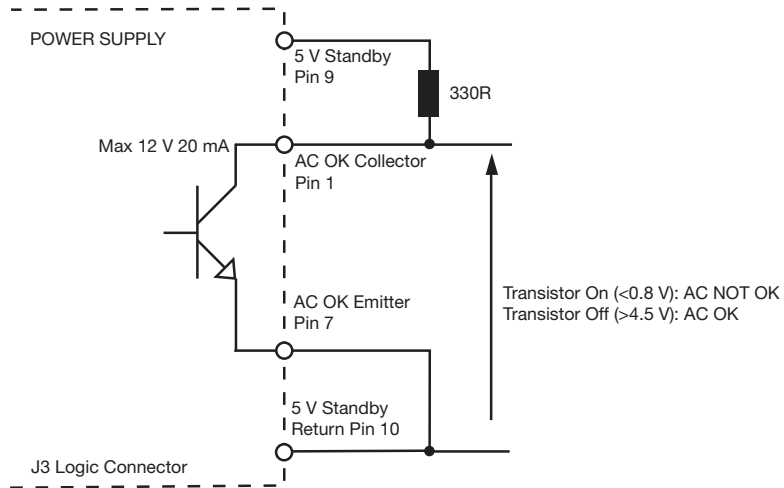 POWER SUPPLY
5 V Standby
Pin 9
330R
Max 12 V 20 mA
AC OK Collector
Pin 1
Transistor On (<0.8 V): AC NOT OK
Transistor Off (>4.5 V): AC OK
AC OK Emitter
Pin 7
5 V Standby
Return Pin 10
J3 Logic Connector